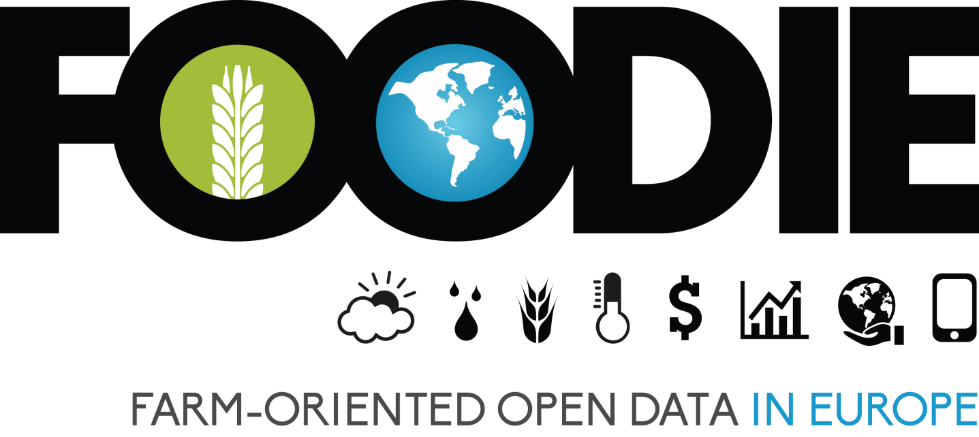 FOODIE
$
FARM-ORIENTED OPEN DATA IN EUROPE